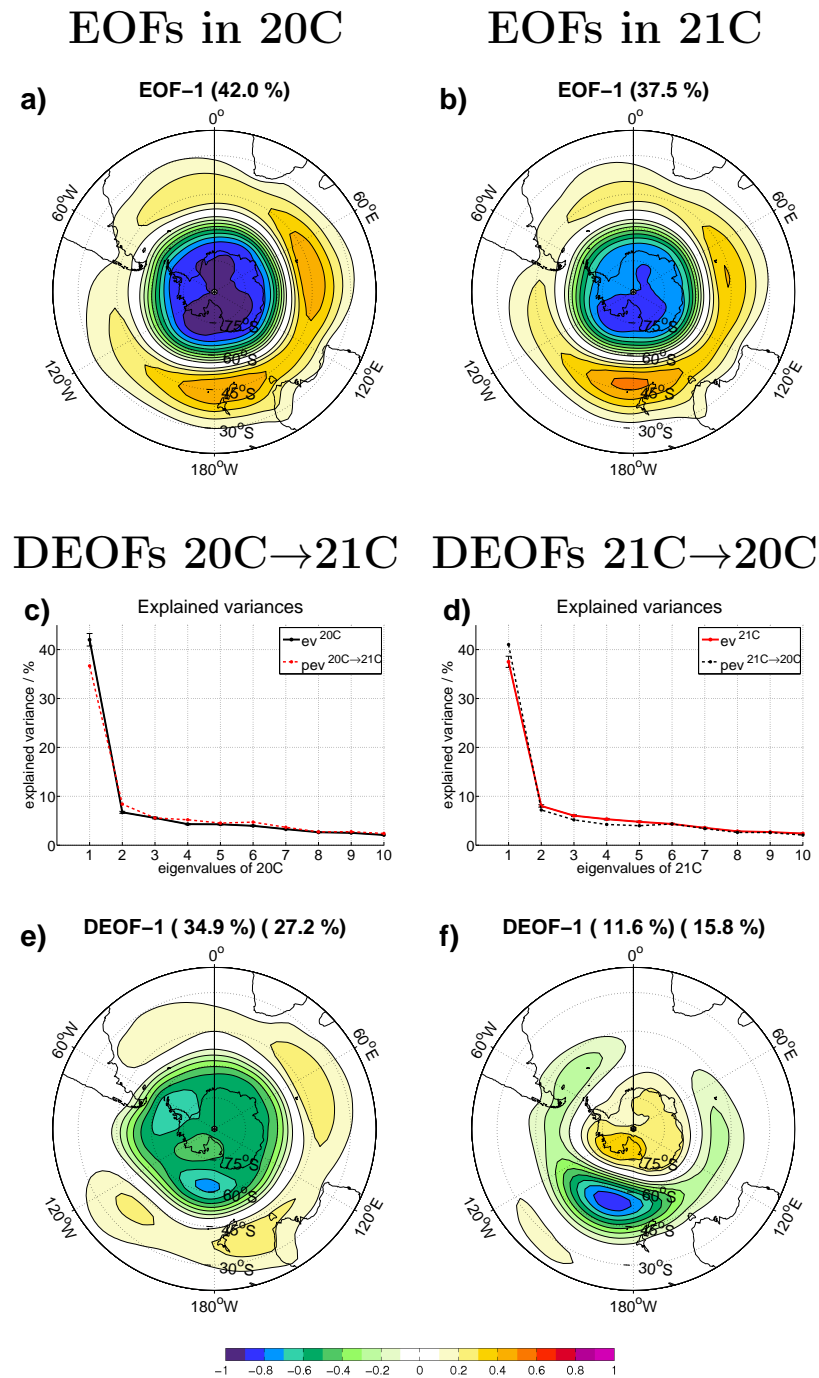 EOFs in 20C
EOFs in 21C
a)
EOF−1 (42.0 %)
0°
60°W
60°E
75°S
60°S
45°S
30°S
120°W
120°E
180°W
b)
EOF−1 (37.5 %)
0°
60°W
60°E
75°S
60°S
45°S
30°S
120°W
120°E
180°W
DEOFs 20C→21C
DEOFs 21C→20C
c)
Explained variances
ev 20C
pev 20C→21C
explained variance / %
40
30
20
10
0
1 2 3 4 5 6 7 8 9 10
eigenvalues of 20C
d)
Explained variances
ev 21C
pev 21C→20C
explained variance / %
40
30
20
10
0
1 2 3 4 5 6 7 8 9 10
eigenvalues of 21C
e)
DEOF−1 ( 34.9 %) ( 27.2 %)
0°
60°W
60°E
75°S
60°S
45°S
30°S
120°W
120°E
180°W
f)
DEOF−1 ( 11.6 %) ( 15.8 %)
0°
60°W
60°E
75°S
60°S
45°S
30°S
120°W
120°E
180°W
−1 −0.8 −0.6 −0.4 −0.2 0 0.2 0.4 0.6 0.8 1